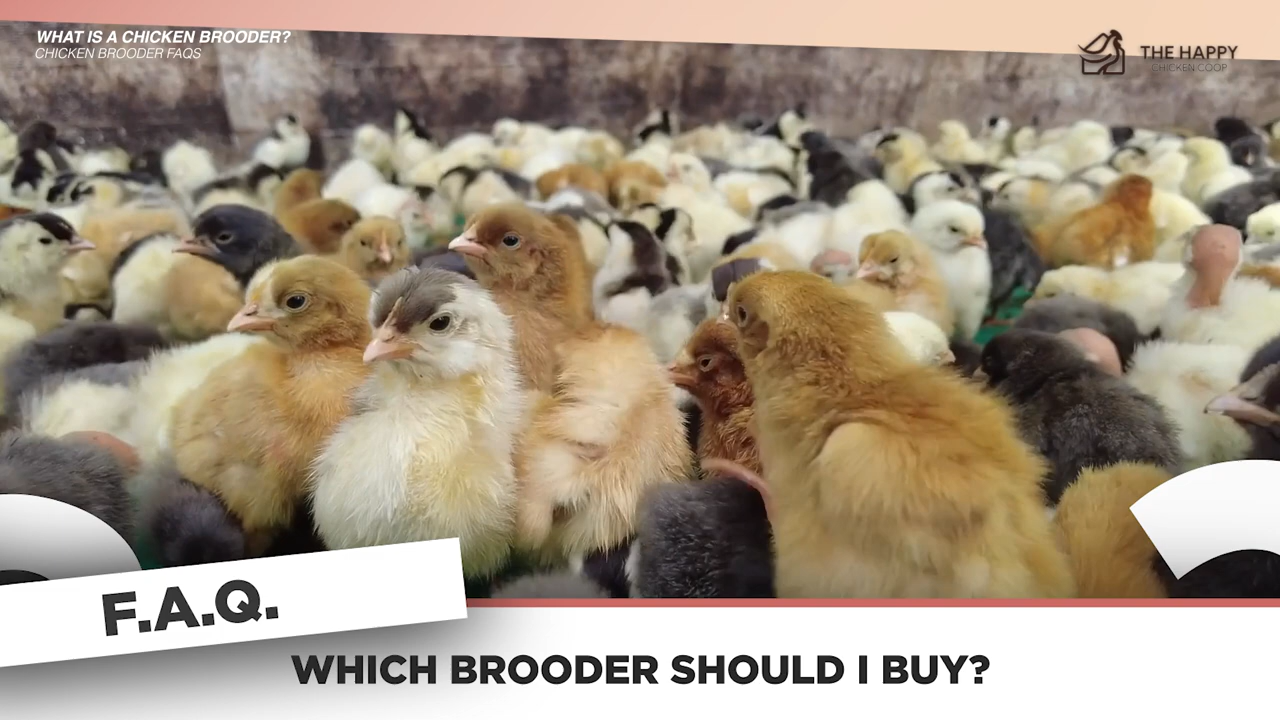 WHAT IS A CHICKEN BROODER?
CHICKEN BROODER FAQS
THE HAPPY
CHICKEN COOP
F.A.Q.
WHICH BROODER SHOULD I BUY?